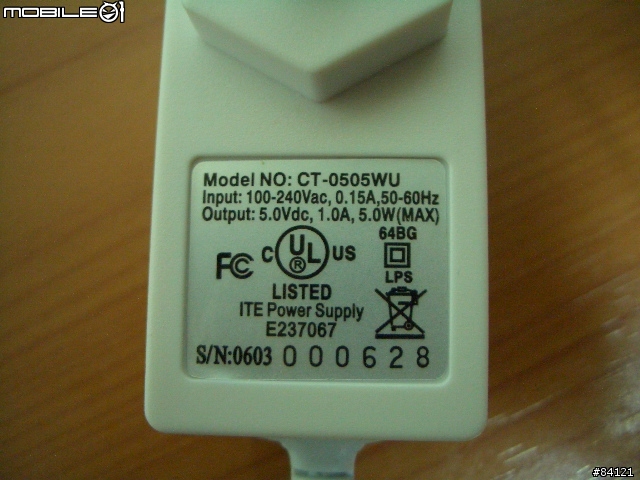 MOBILE01
Model NO: CT-0505WU
Input: 100-240Vac, 0.15A,50-60Hz
Output: 5.0Vdc, 1.0A, 5.0W(MAX)
64BG
FC
C UL ® US
LPS
LISTED
ITE Power Supply
E237067
S/N:0603 000628
#84121